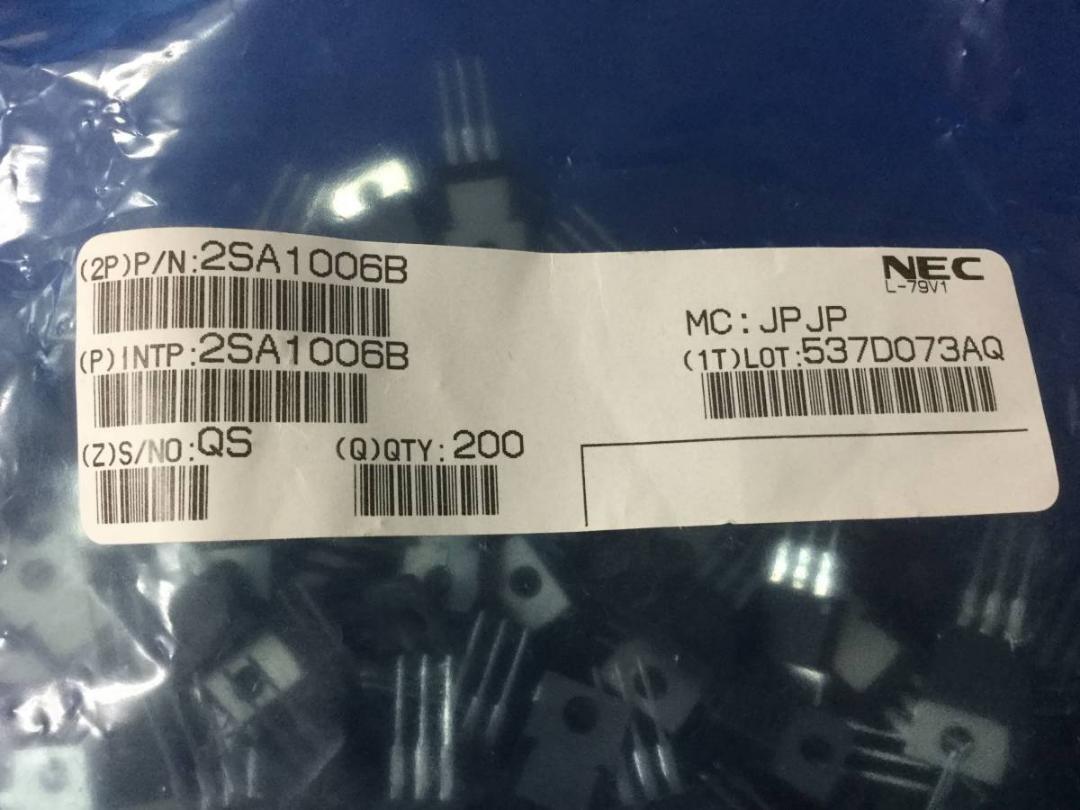 (2P)P/N:2SA1006B
NEC
L-79V1
MC:JPJP
(P)INTP:2SA1006B
(1T)LOT:537D073AQ
(Z)S/NO:QS
(Q)QTY:200